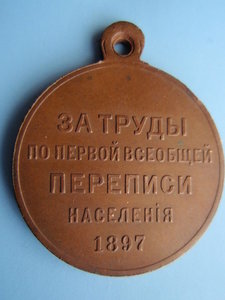 ЗА ТРУДЫ
ПО ПЕРВОЙ ВСЕОБЩЕЙ
ПЕРЕПИСИ
НАСЕЛЕНІЯ
1897